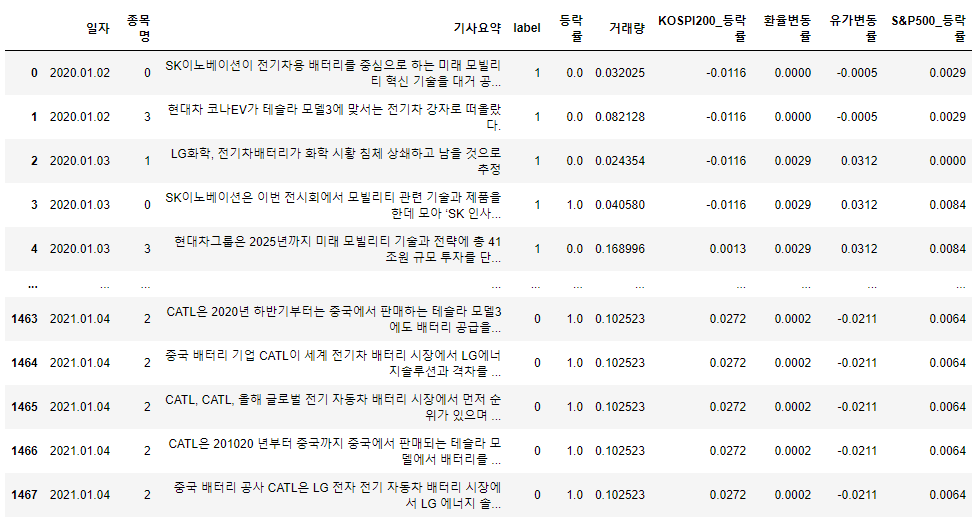 일자 종목명 기사요약 label 등락률 거래량 KOSPI200_등락률 환율변동률 유가변동률 S&P500_등락률
0 2020.01.02 0 SK이노베이션이 전기차용 배터리를 중심으로 하는 미래 모빌리티 혁신 기술을 대거 공... 1 0.0 0.032025 -0.0116 0.0000 -0.0005 0.0029
1 2020.01.02 3 현대차 코나EV가 테슬라 모델3에 맞서는 전기차 강자로 떠올랐다. 1 0.0 0.082128 -0.0116 0.0000 -0.0005 0.0029
2 2020.01.03 1 LG화학, 전기차배터리가 화학 시황 침체 상쇄하고 남을 것으로 추정 1 0.0 0.024354 -0.0116 0.0029 0.0312 0.0000
3 2020.01.03 0 SK이노베이션은 이번 전시회에서 모빌리티 관련 기술과 제품을 한데 모아 ‘SK 인사... 1 1.0 0.040580 -0.0116 0.0029 0.0312 0.0084
4 2020.01.03 3 현대차그룹은 2025년까지 미래 모빌리티 기술과 전략에 총 41조원 규모 투자를 단... 1 0.0 0.168996 0.0013 0.0029 0.0312 0.0084
... ... ... ... ... ... ... ... ... ... ...
1463 2021.01.04 2 CATL은 2020년 하반기부터는 중국에서 판매하는 테슬라 모델3에도 배터리 공급을... 0 1.0 0.102523 0.0272 0.0002 -0.0211 0.0064
1464 2021.01.04 2 중국 배터리 기업 CATL이 세계 전기차 배터리 시장에서 LG에너지솔루션과 격차를 ... 0 1.0 0.102523 0.0272 0.0002 -0.0211 0.0064
1465 2021.01.04 2 CATL, CATL, 올해 글로벌 전기 자동차 배터리 시장에서 먼저 순위가 있으며 ... 0 1.0 0.102523 0.0272 0.0002 -0.0211 0.0064
1466 2021.01.04 2 CATL은 201020 년부터 중국까지 중국에서 판매되는 테슬라 모델에서 배터리를 ... 0 1.0 0.102523 0.0272 0.0002 -0.0211 0.0064
1467 2021.01.04 2 중국 배터리 공사 CATL은 LG 전자 전기 자동차 배터리 시장에서 LG 에너지 솔... 0 1.0 0.102523 0.0272 0.0002 -0.0211 0.0064